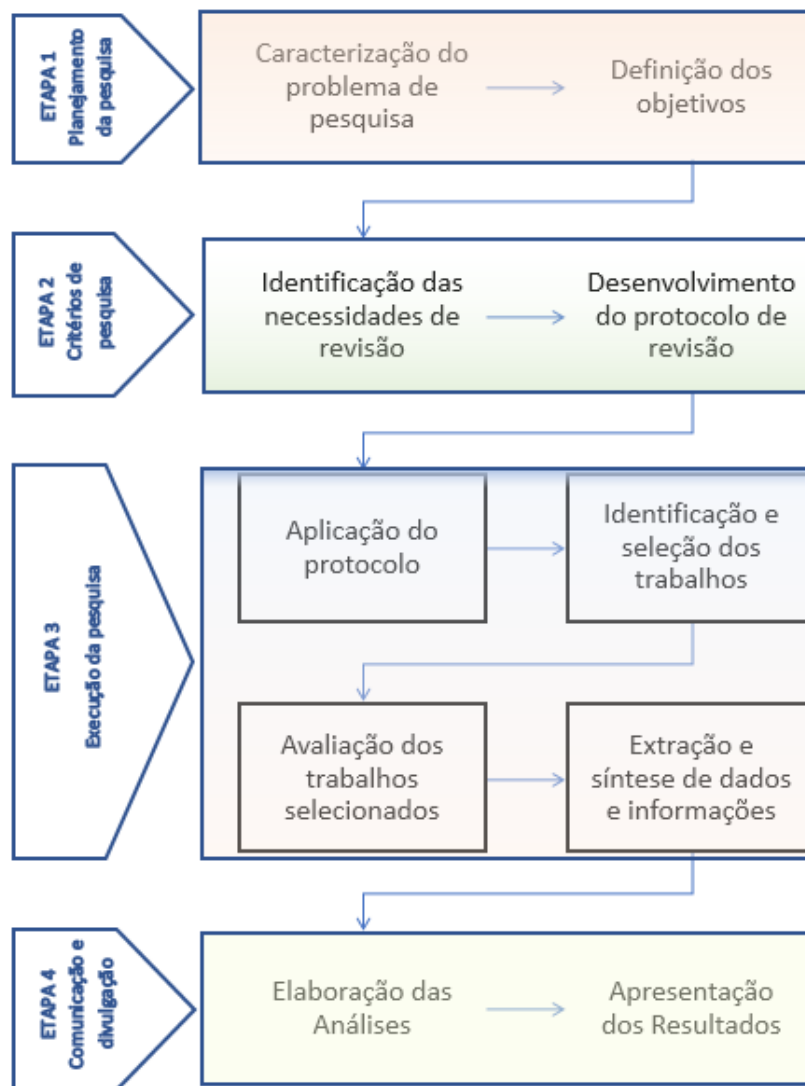 ETAPA 1
Planejamento
da pesquisa
Caracterização do
problema de
pesquisa
Definição dos
objetivos
ETAPA 2
Critérios de
pesquisa
Identificação das
necessidades de
revisão
Desenvolvimento
do protocolo de
revisão
ETAPA 3
Execução da pesquisa
Aplicação do
protocolo
Identificação e
seleção dos
trabalhos
Avaliação dos
trabalhos
selecionados
Extração e
síntese de dados
e informações
ETAPA 4
Comunicação e
divulgação
Elaboração das
Análises
Apresentação
dos Resultados